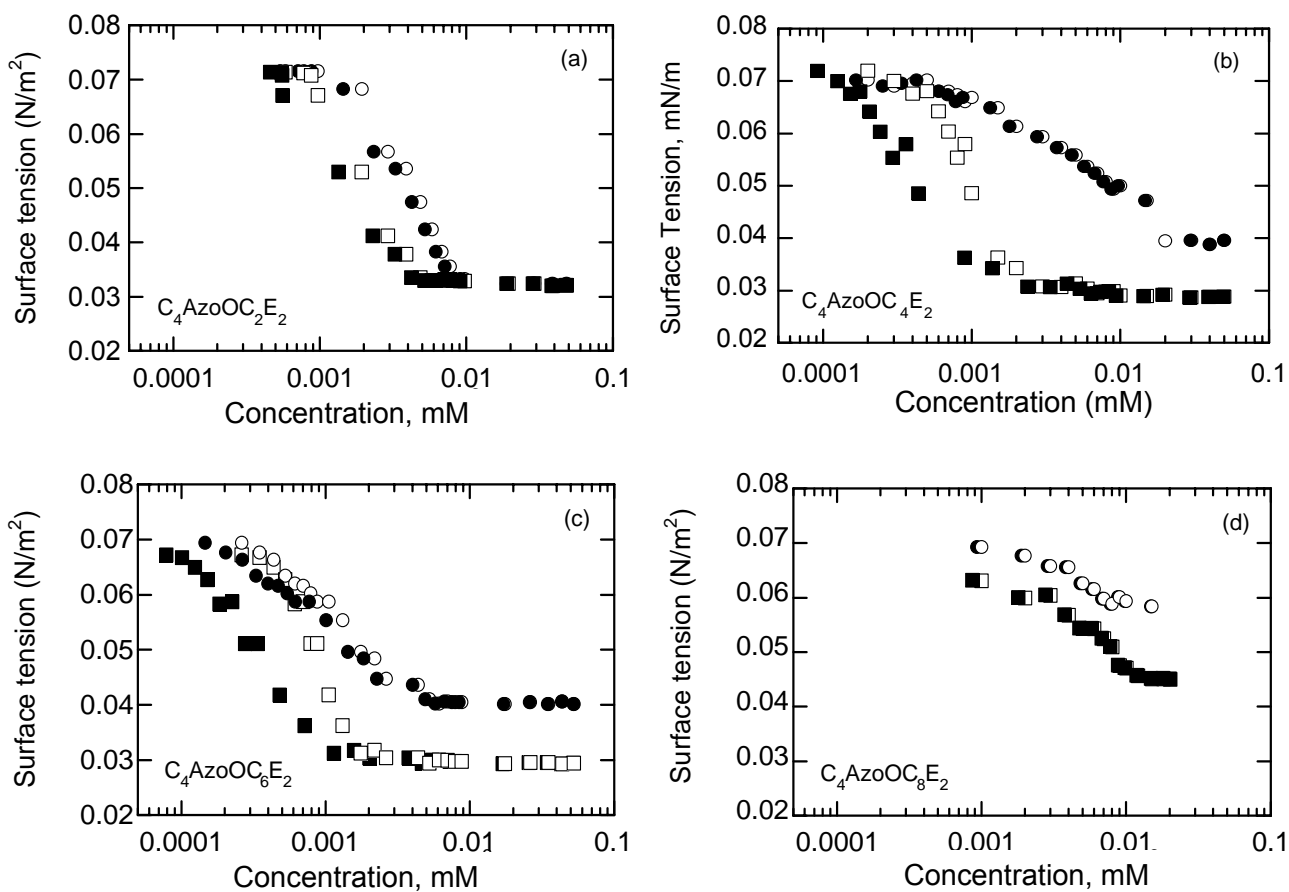 0.08
0.07
0.06
0.05
0.04
0.03
0.02
Surface tension (N/m²)
(a)
C₄AzoOC₂E₂
0.0001 0.001 0.01 0.1
Concentration, mM
0.08
0.07
0.06
0.05
0.04
0.03
0.02
Surface Tension, mN/m
(b)
C₄AzoOC₄E₂
0.0001 0.001 0.01 0.1
Concentration (mM)
0.08
0.07
0.06
0.05
0.04
0.03
0.02
Surface tension (N/m²)
(c)
C₄AzoOC₆E₂
0.0001 0.001 0.01 0.1
Concentration, mM
0.08
0.07
0.06
0.05
0.04
0.03
0.02
Surface tension (N/m²)
(d)
C₄AzoOC₈E₂
0.0001 0.001 0.01 0.1
Concentration, mM